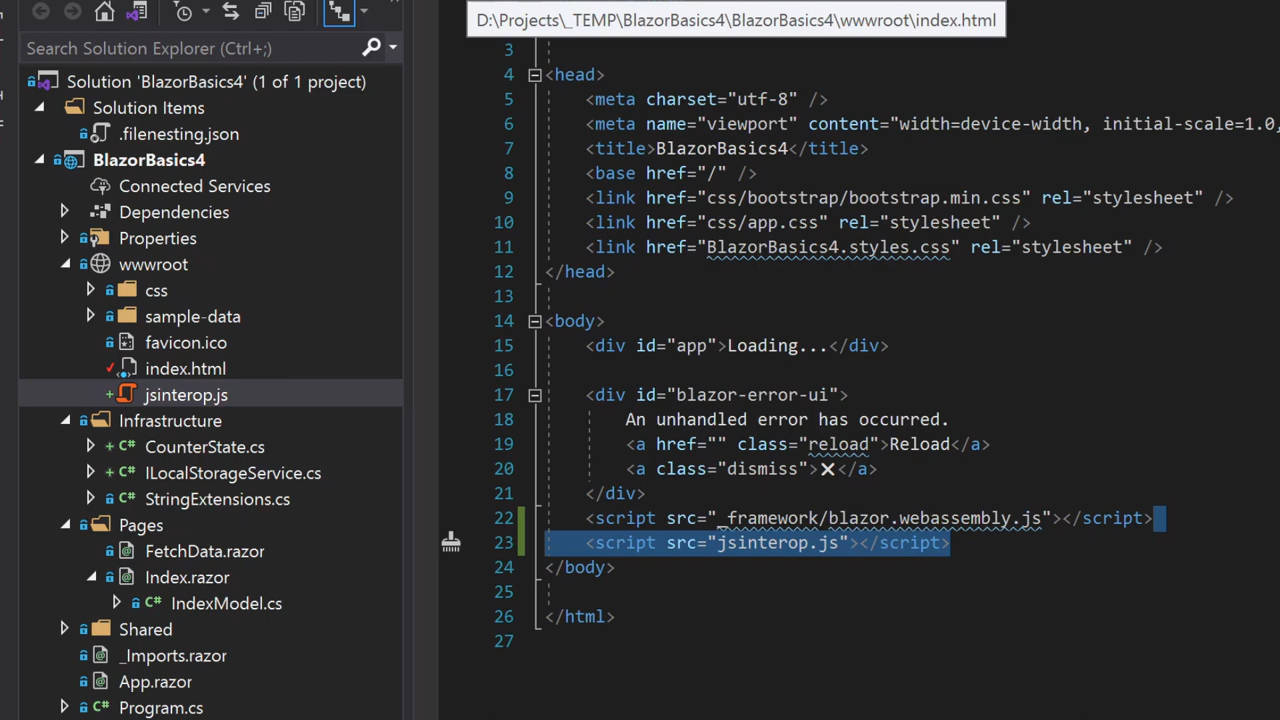 Search Solution Explorer (Ctrl+;)
Solution 'BlazorBasics4' (1 of 1 project)
Solution Items
.filenesting.json
BlazorBasics4
Connected Services
Dependencies
Properties
wwwroot
css
sample-data
favicon.ico
index.html
jsinterop.js
Infrastructure
C# CounterState.cs
C# ILocalStorageService.cs
C# StringExtensions.cs
Pages
FetchData.razor
Index.razor
C# IndexModel.cs
Shared
_Imports.razor
App.razor
C# Program.cs
D:\Projects\_TEMP\BlazorBasics4\BlazorBasics4\wwwroot\index.html
3
4 <head>
5 <meta charset="utf-8" />
6 <meta name="viewport" content="width=device-width, initial-scale=1.0,
7 <title>BlazorBasics4</title>
8 <base href="/" />
9 <link href="css/bootstrap/bootstrap.min.css" rel="stylesheet" />
10 <link href="css/app.css" rel="stylesheet" />
11 <link href="BlazorBasics4.styles.css" rel="stylesheet" />
12 </head>
13
14 <body>
15 <div id="app">Loading...</div>
16
17 <div id="blazor-error-ui">
18 An unhandled error has occurred.
19 <a href="" class="reload">Reload</a>
20 <a class="dismiss">🗙</a>
21 </div>
22 <script src="_framework/blazor.webassembly.js"></script>
23 <script src="jsinterop.js"></script>
24 </body>
25
26 </html>
27